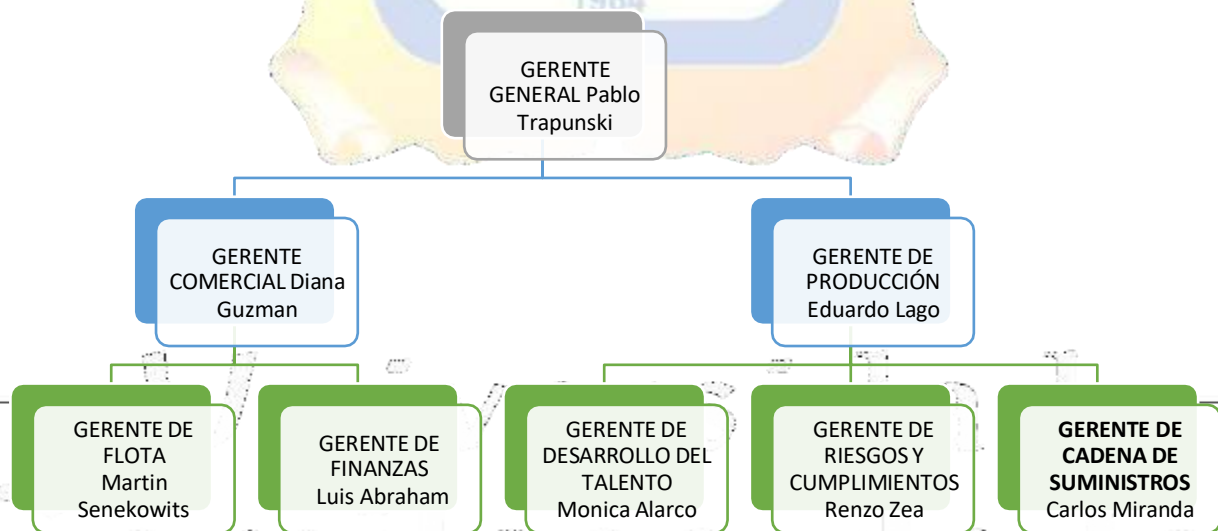 1984
GERENTE
GENERAL Pablo
Trapunski
GERENTE
COMERCIAL Diana
Guzman
GERENTE DE
PRODUCCIÓN
Eduardo Lago
GERENTE DE
FLOTA
Martin
Senekowits
GERENTE DE
FINANZAS
Luis Abraham
GERENTE DE
DESARROLLO DEL
TALENTO
Monica Alarco
GERENTE DE
RIESGOS Y
CUMPLIMIENTOS
Renzo Zea
GERENTE DE
CADENA DE
SUMINISTROS
Carlos Miranda